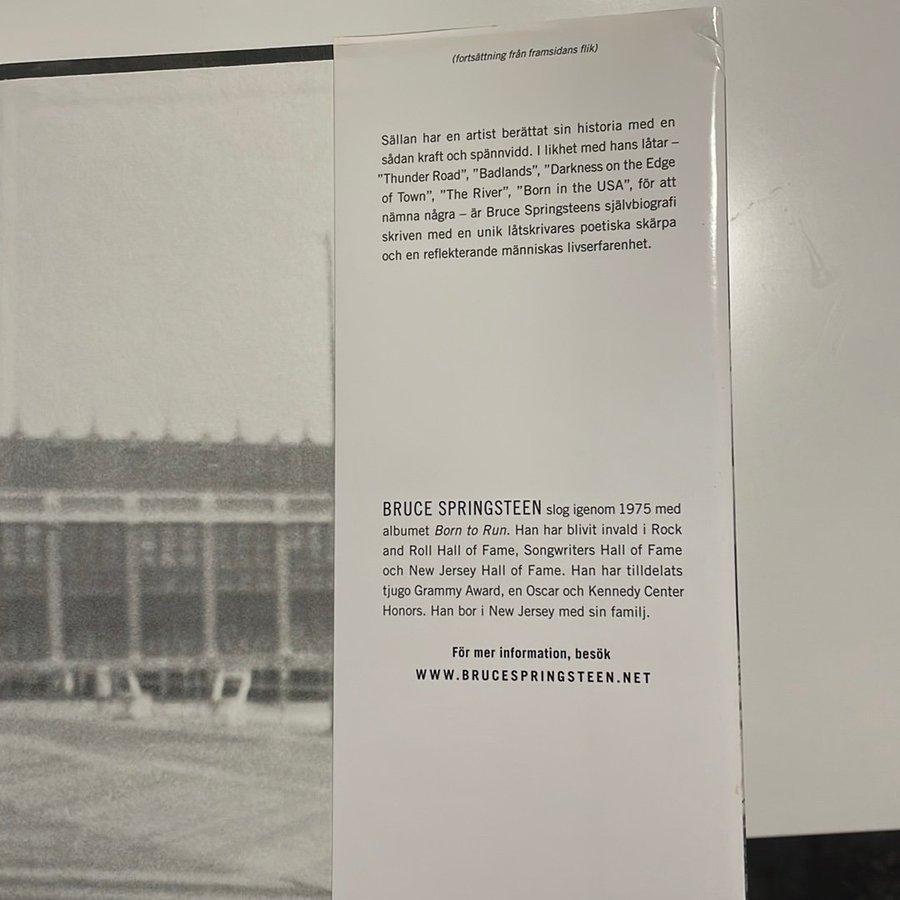 (fortsättning från framsidans flik)
Sällan har en artist berättat sin historia med en
sådan kraft och spännvidd. I likhet med hans låtar –
”Thunder Road”, ”Badlands”, ”Darkness on the Edge
of Town”, ”The River”, ”Born in the USA”, för att
nämna några – är Bruce Springsteens självbiografi
skriven med en unik låtskrivares poetiska skärpa
och en reflekterande människas livserfarenhet.
BRUCE SPRINGSTEEN slog igenom 1975 med
albumet Born to Run. Han har blivit invald i Rock
and Roll Hall of Fame, Songwriters Hall of Fame
och New Jersey Hall of Fame. Han har tilldelats
tjugo Grammy Award, en Oscar och Kennedy Center
Honors. Han bor i New Jersey med sin familj.
För mer information, besök
WWW.BRUCESPRINGSTEEN.NET